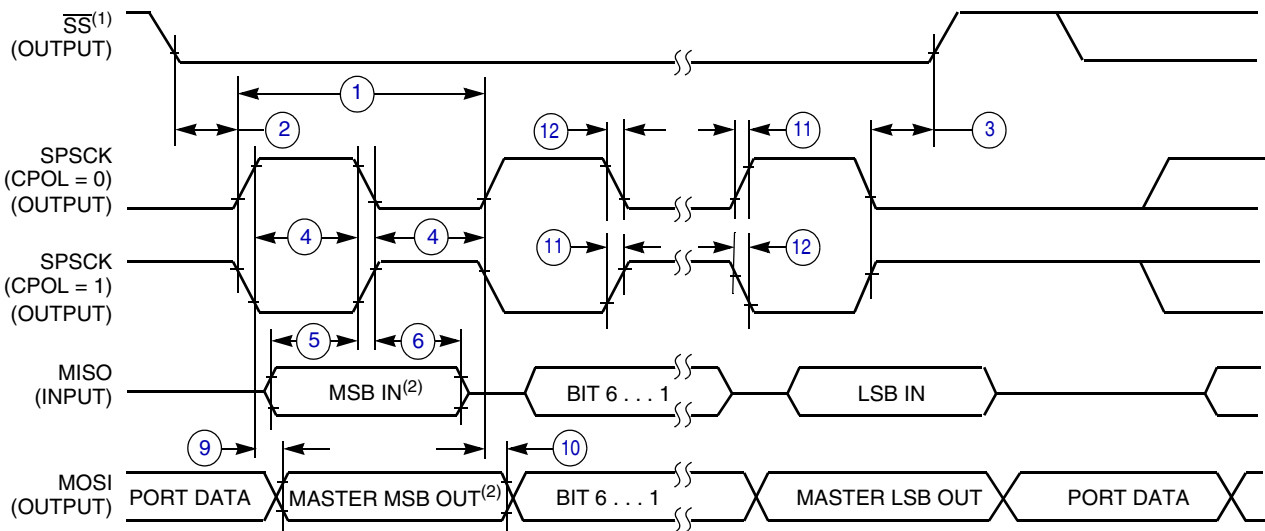 SS(1)
(OUTPUT)
1
2
12
11
3
SPSCK
(CPOL = 0)
(OUTPUT)
4
4
SPSCK
(CPOL = 1)
(OUTPUT)
11
12
5
6
MISO
(INPUT)
MSB IN(2)
BIT 6 . . . 1
LSB IN
9
10
MOSI
(OUTPUT)
PORT DATA
MASTER MSB OUT(2)
BIT 6 . . . 1
MASTER LSB OUT
PORT DATA